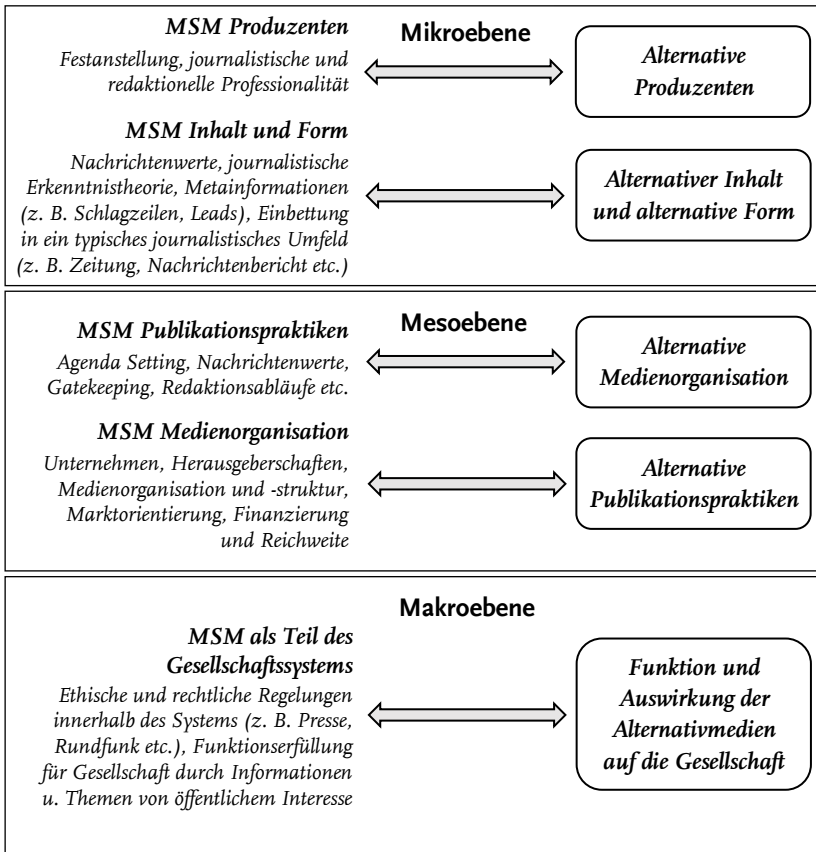 Mikroebene
MSM Produzenten
Festanstellung, journalistische und
redaktionelle Professionalität
Alternative
Produzenten
MSM Inhalt und Form
Nachrichtenwerte, journalistische
Erkenntnistheorie, Metainformationen
(z. B. Schlagzeilen, Leads), Einbettung
in ein typisches journalistisches Umfeld
(z. B. Zeitung, Nachrichtenbericht etc.)
Alternativer Inhalt
und alternative Form
Mesoebene
MSM Publikationspraktiken
Agenda Setting, Nachrichtenwerte,
Gatekeeping, Redaktionsabläufe etc.
Alternative
Medienorganisation
MSM Medienorganisation
Unternehmen, Herausgeberschaften,
Medienorganisation und -struktur,
Marktorientierung, Finanzierung
und Reichweite
Alternative
Publikationspraktiken
Makroebene
MSM als Teil des
Gesellschaftssystems
Ethische und rechtliche Regelungen
innerhalb des Systems (z. B. Presse,
Rundfunk etc.), Funktionserfüllung
für Gesellschaft durch Informationen
u. Themen von öffentlichem Interesse
Funktion und
Auswirkung der
Alternativmedien
auf die Gesellschaft